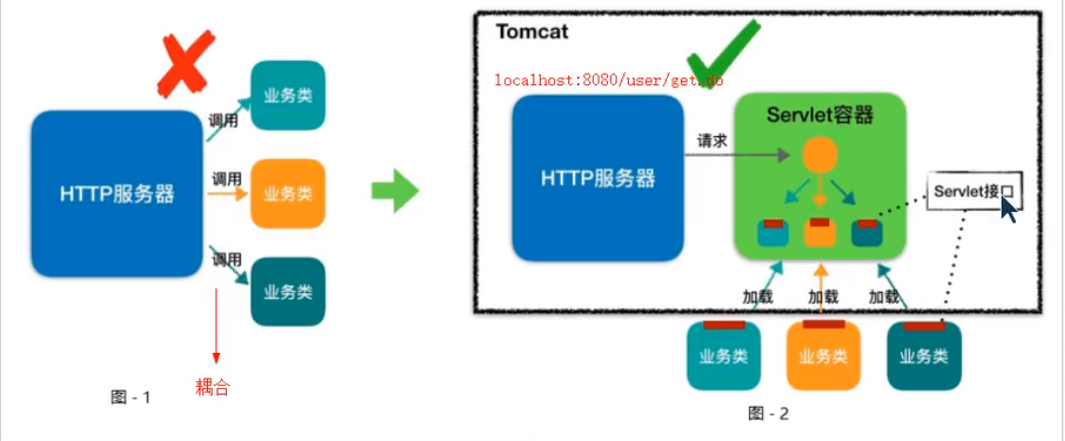 HTTP服务器
调用
业务类
调用
业务类
调用
业务类
耦合
图 - 1
Tomcat
localhost:8080/user/get.do
HTTP服务器
请求
Servlet容器
Servlet接口
加载
加载
加载
业务类
业务类
业务类
图 - 2